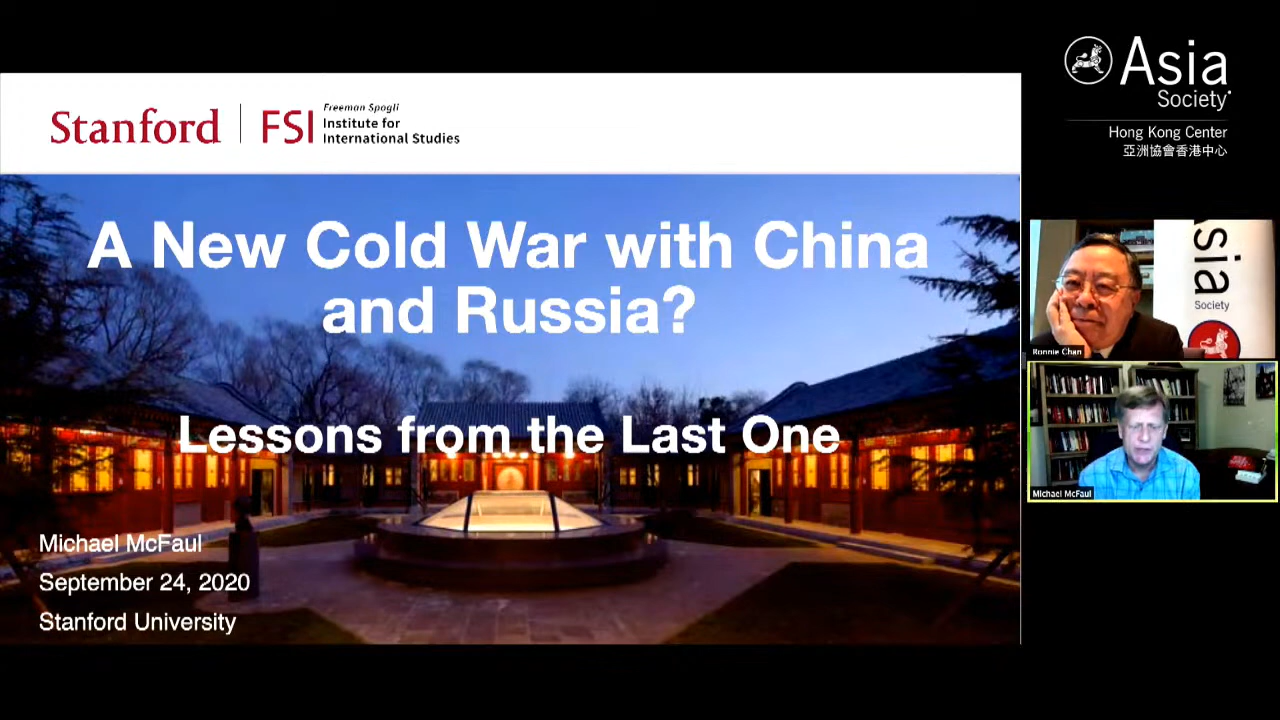 Stanford
FSI
Freeman Spogli
Institute for
International Studies
A New Cold War with China
and Russia?
Lessons from the Last One
Michael McFaul
September 24, 2020
Stanford University
Asia
Society
Hong Kong Center
亞洲協會香港中心
Asia
Society
Ronnie Chan
Michael McFaul